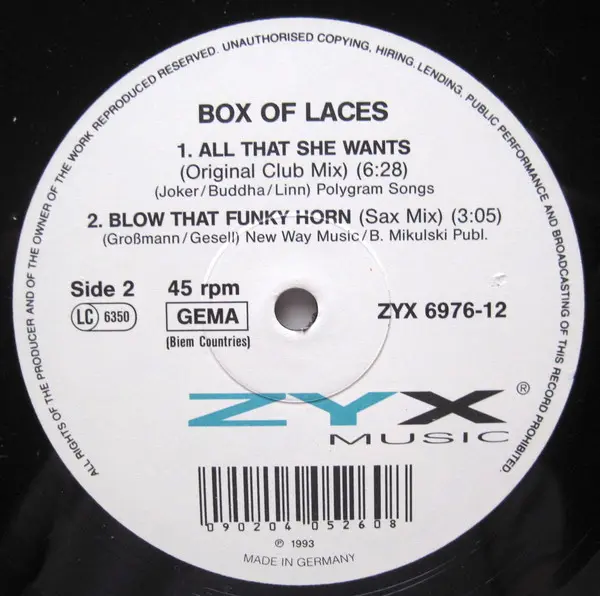 ALL RIGHTS OF THE PRODUCER AND OF THE OWNER OF THE WORK REPRODUCED RESERVED. UNAUTHORISED COPYING, HIRING, LENDING, PUBLIC PERFORMANCE AND BROADCASTING OF THIS RECORD PROHIBITED.
BOX OF LACES
1. ALL THAT SHE WANTS
(Original Club Mix) (6:28)
(Joker/Buddha/Linn) Polygram Songs
2. BLOW THAT FUNKY HORN (Sax Mix) (3:05)
(Großmann/Gesell) New Way Music/B. Mikulski Publ.
Side 2 45 rpm
LC 6350 GEMA ZYX 6976-12
(Biem Countries)
ZYX ®
MUSIC
090204 052608
℗ 1993
MADE IN GERMANY